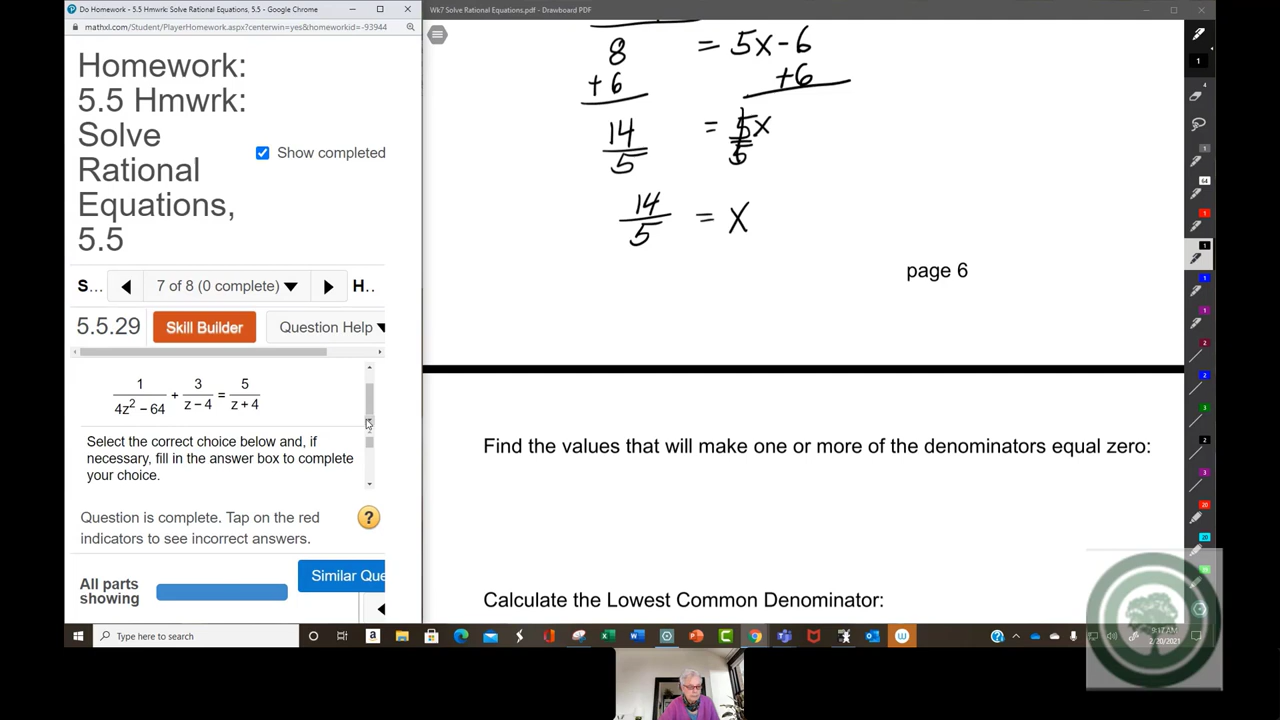 Do Homework - 5.5 Hmwrk: Solve Rational Equations, 5.5 - Google Chrome
mathxl.com/Student/PlayerHomework.aspx?centerwin=yes&homeworkid=-93944
Homework:
5.5 Hmwrk:
Solve
Rational
Equations,
5.5
Show completed
S... 7 of 8 (0 complete) H..
5.5.29 Skill Builder Question Help
1/(4z² − 64) + 3/(z − 4) = 5/(z + 4)
Select the correct choice below and, if
necessary, fill in the answer box to complete
your choice.
Question is complete. Tap on the red
indicators to see incorrect answers.
?
All parts
showing
Similar Que
Wk7 Solve Rational Equations.pdf - Drawboard PDF
8 = 5x - 6
+6 +6
14/5 = 5x/5
14/5 = x
page 6
Find the values that will make one or more of the denominators equal zero:
Calculate the Lowest Common Denominator:
Type here to search
9:17 AM
2/20/2021